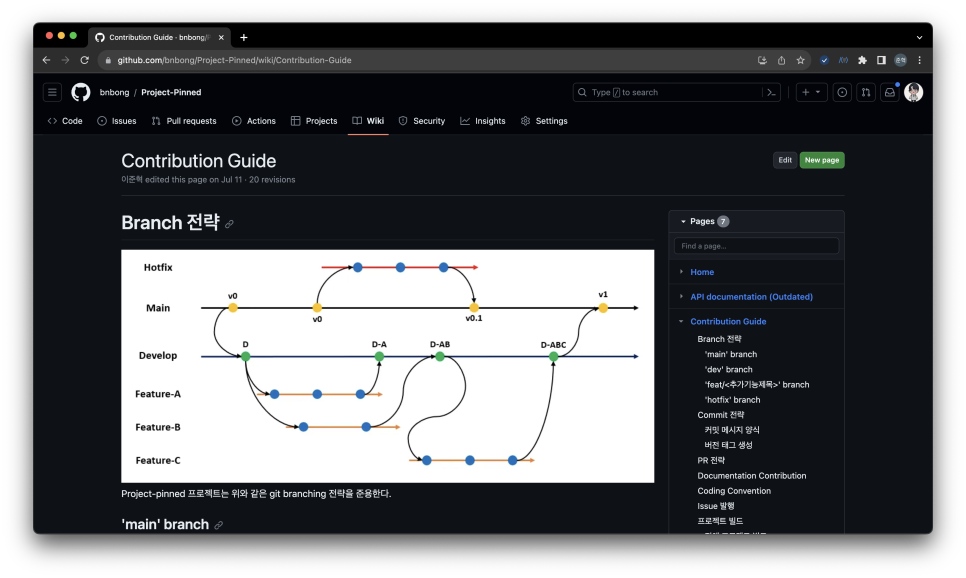 Contribution Guide · bnbong/P
github.com/bnbong/Project-Pinned/wiki/Contribution-Guide
bnbong / Project-Pinned
Type / to search
Code
Issues
Pull requests
Actions
Projects
Wiki
Security
Insights
Settings
Contribution Guide
Edit
New page
이준혁 edited this page on Jul 11 · 20 revisions
Branch 전략
Hotfix
Main
v0
v0
v0.1
v1
Develop
D
D-A
D-AB
D-ABC
Feature-A
Feature-B
Feature-C
Project-pinned 프로젝트는 위와 같은 git branching 전략을 준용한다.
'main' branch
Pages 7
Find a page...
Home
API documentation (Outdated)
Contribution Guide
Branch 전략
'main' branch
'dev' branch
'feat/<추가기능제목>' branch
'hotfix' branch
Commit 전략
커밋 메시지 양식
버전 태그 생성
PR 전략
Documentation Contribution
Coding Convention
Issue 발행
프로젝트 빌드